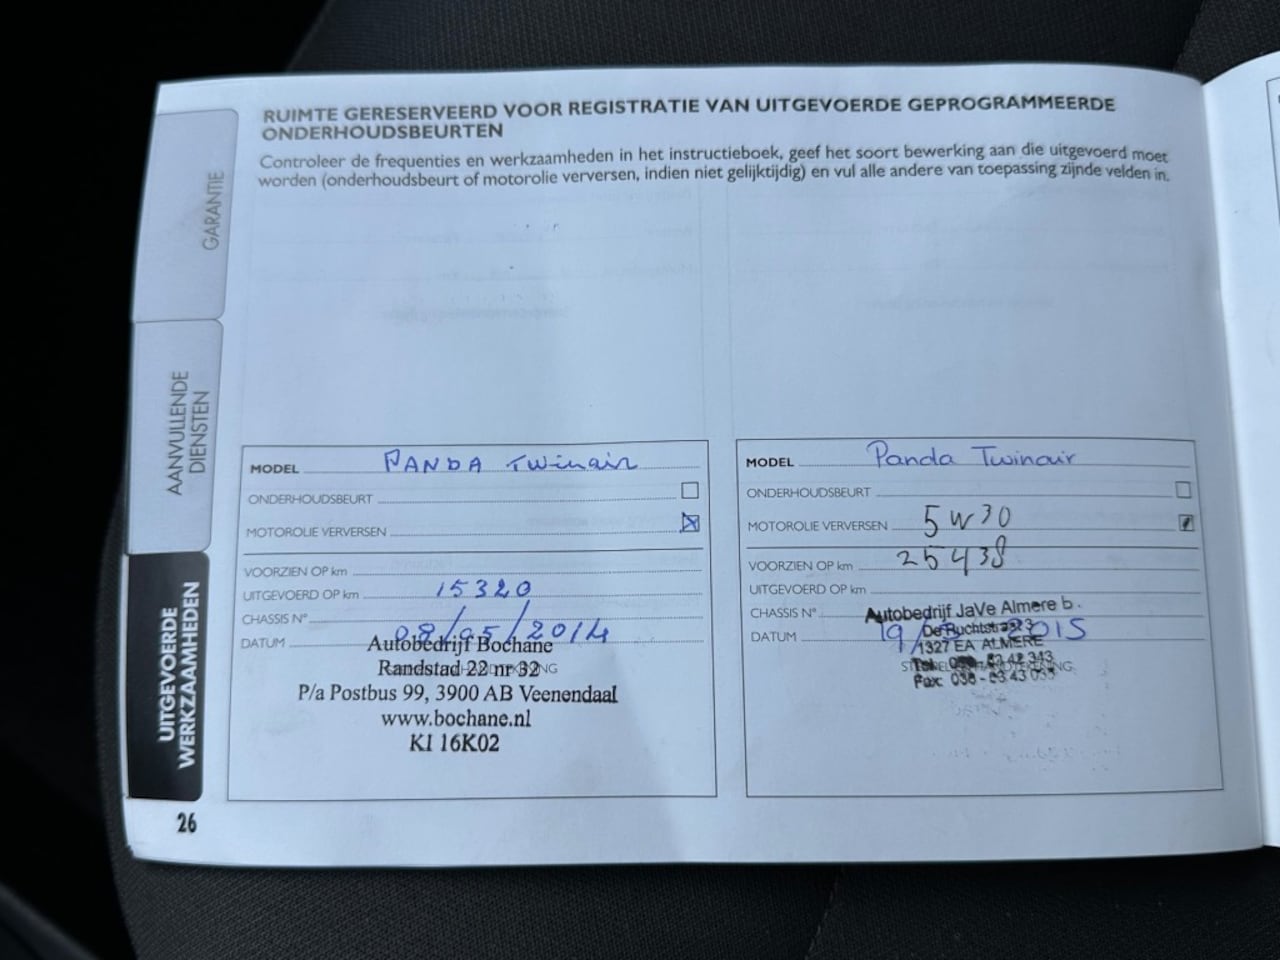 RUIMTE GERESERVEERD VOOR REGISTRATIE VAN UITGEVOERDE GEPROGRAMMEERDE
ONDERHOUDSBEURTEN
Controleer de frequenties en werkzaamheden in het instructieboek, geef het soort bewerking aan die uitgevoerd moet
worden (onderhoudsbeurt of motorolie verversen, indien niet gelijktijdig) en vul alle andere van toepassing zijnde velden in.
GARANTIE
AANVULLENDE
DIENSTEN
UITGEVOERDE
WERKZAAMHEDEN
26
MODEL PANDA Twinair
ONDERHOUDSBEURT
MOTOROLIE VERVERSEN
VOORZIEN OP km
UITGEVOERD OP km 15320
CHASSIS N°
DATUM 08/05/2014
Autobedrijf Bochane
Randstad 22 nr 32
P/a Postbus 99, 3900 AB Veenendaal
www.bochane.nl
KI 16K02
MODEL Panda Twinair
ONDERHOUDSBEURT
MOTOROLIE VERVERSEN 5W30
VOORZIEN OP km 25438
UITGEVOERD OP km
CHASSIS N°
Autobedrijf JaVe Almere b.
DATUM 19/ 2015
1327 EA ALMERE